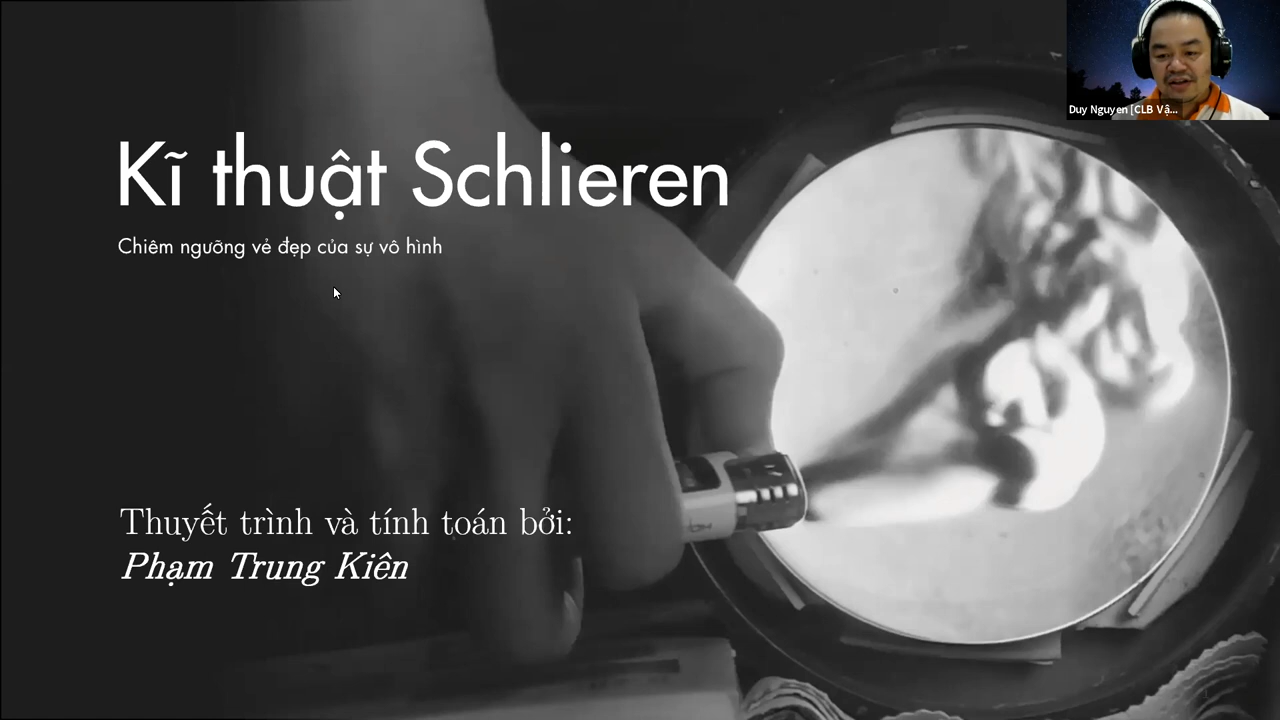 Kĩ thuật Schlieren
Chiêm ngưỡng vẻ đẹp của sự vô hình
Thuyết trình và tính toán bởi:
Phạm Trung Kiên
Duy Nguyen [CLB Vậ...
1